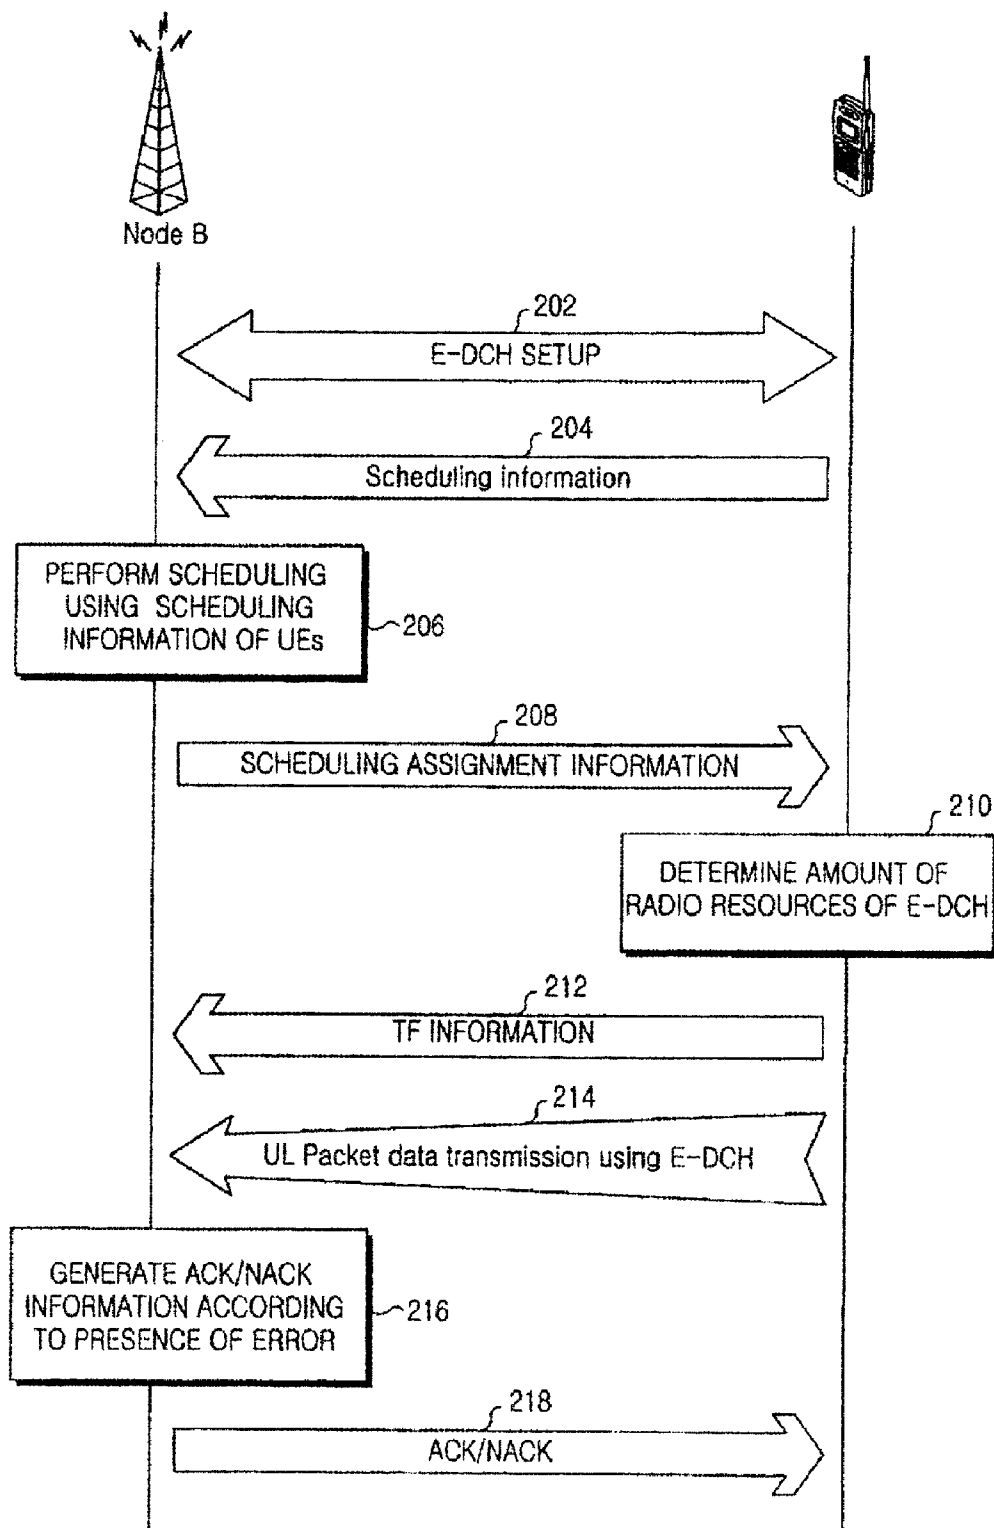 Node B
202
E-DCH SETUP
204
Scheduling information
PERFORM SCHEDULING
USING SCHEDULING
INFORMATION OF UEs
206
208
SCHEDULING ASSIGNMENT INFORMATION
210
DETERMINE AMOUNT OF
RADIO RESOURCES OF E-DCH
212
TF INFORMATION
214
UL Packet data transmission using E-DCH
GENERATE ACK/NACK
INFORMATION ACCORDING
TO PRESENCE OF ERROR
216
218
ACK/NACK